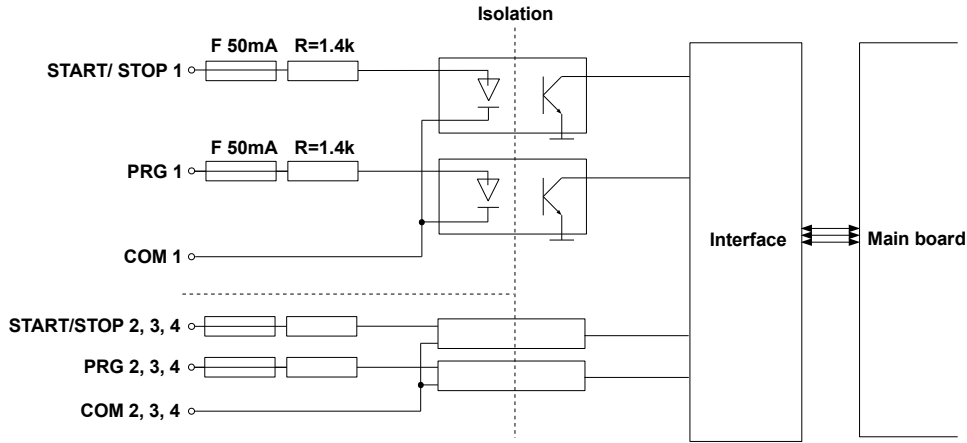 Isolation
F 50mA R=1.4k
START/ STOP 1
F 50mA R=1.4k
PRG 1
COM 1
Interface
Main board
START/STOP 2, 3, 4
PRG 2, 3, 4
COM 2, 3, 4